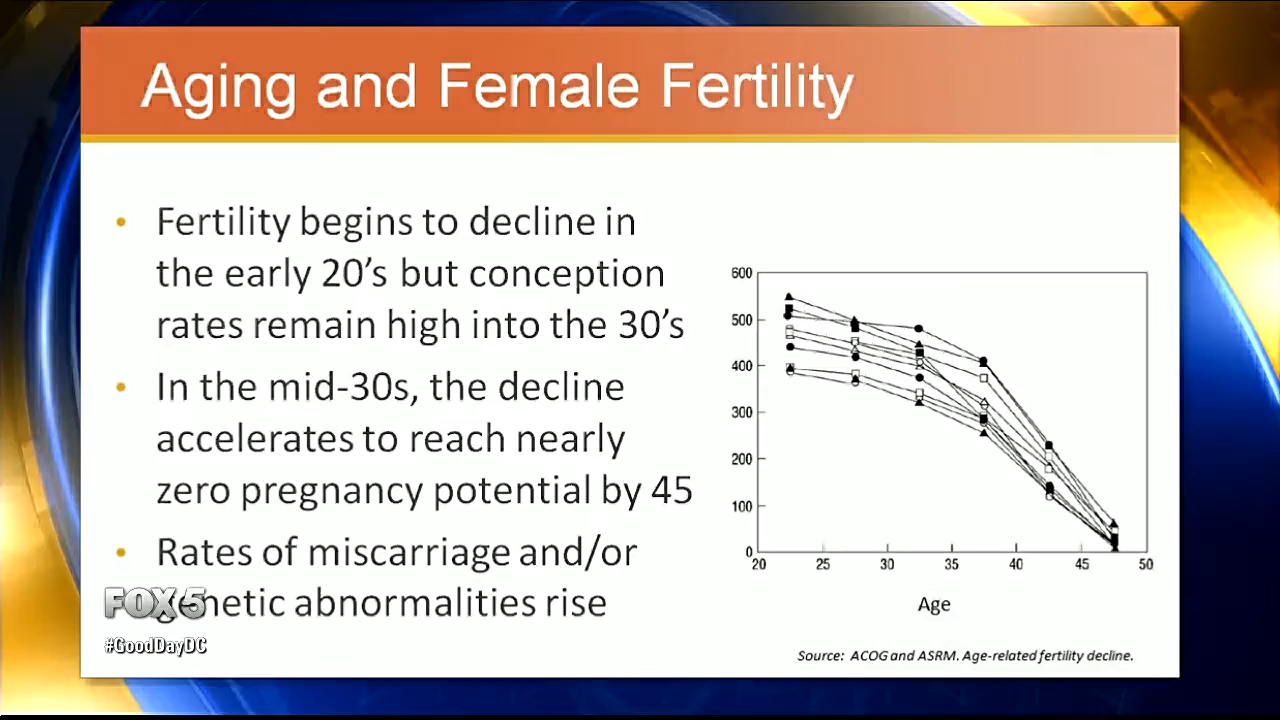 Aging and Female Fertility
• Fertility begins to decline in
the early 20's but conception
rates remain high into the 30's
• In the mid-30s, the decline
accelerates to reach nearly
zero pregnancy potential by 45
• Rates of miscarriage and/or
genetic abnormalities rise
FOX 5
#GoodDayDC
600
500
400
300
200
100
0
20 25 30 35 40 45 50
Age
Source: ACOG and ASRM. Age-related fertility decline.